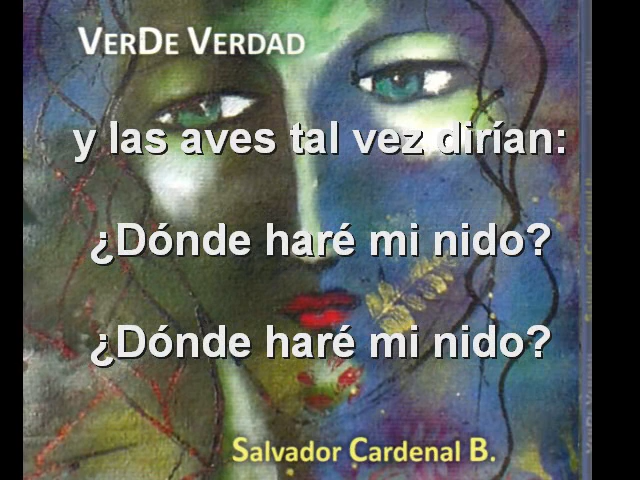 VerDe Verdad
y las aves tal vez dirían:
¿Dónde haré mi nido?
¿Dónde haré mi nido?
Salvador Cardenal B.